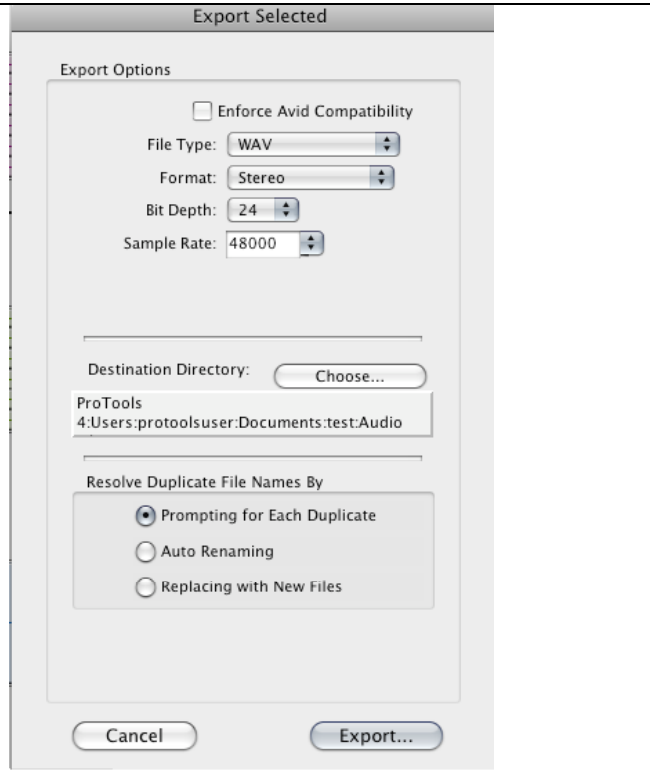 Export Selected
Export Options
Enforce Avid Compatibility
File Type: WAV
Format: Stereo
Bit Depth: 24
Sample Rate: 48000
Destination Directory: Choose...
ProTools
4:Users:protoolsuser:Documents:test:Audio
Resolve Duplicate File Names By
Prompting for Each Duplicate
Auto Renaming
Replacing with New Files
Cancel Export...